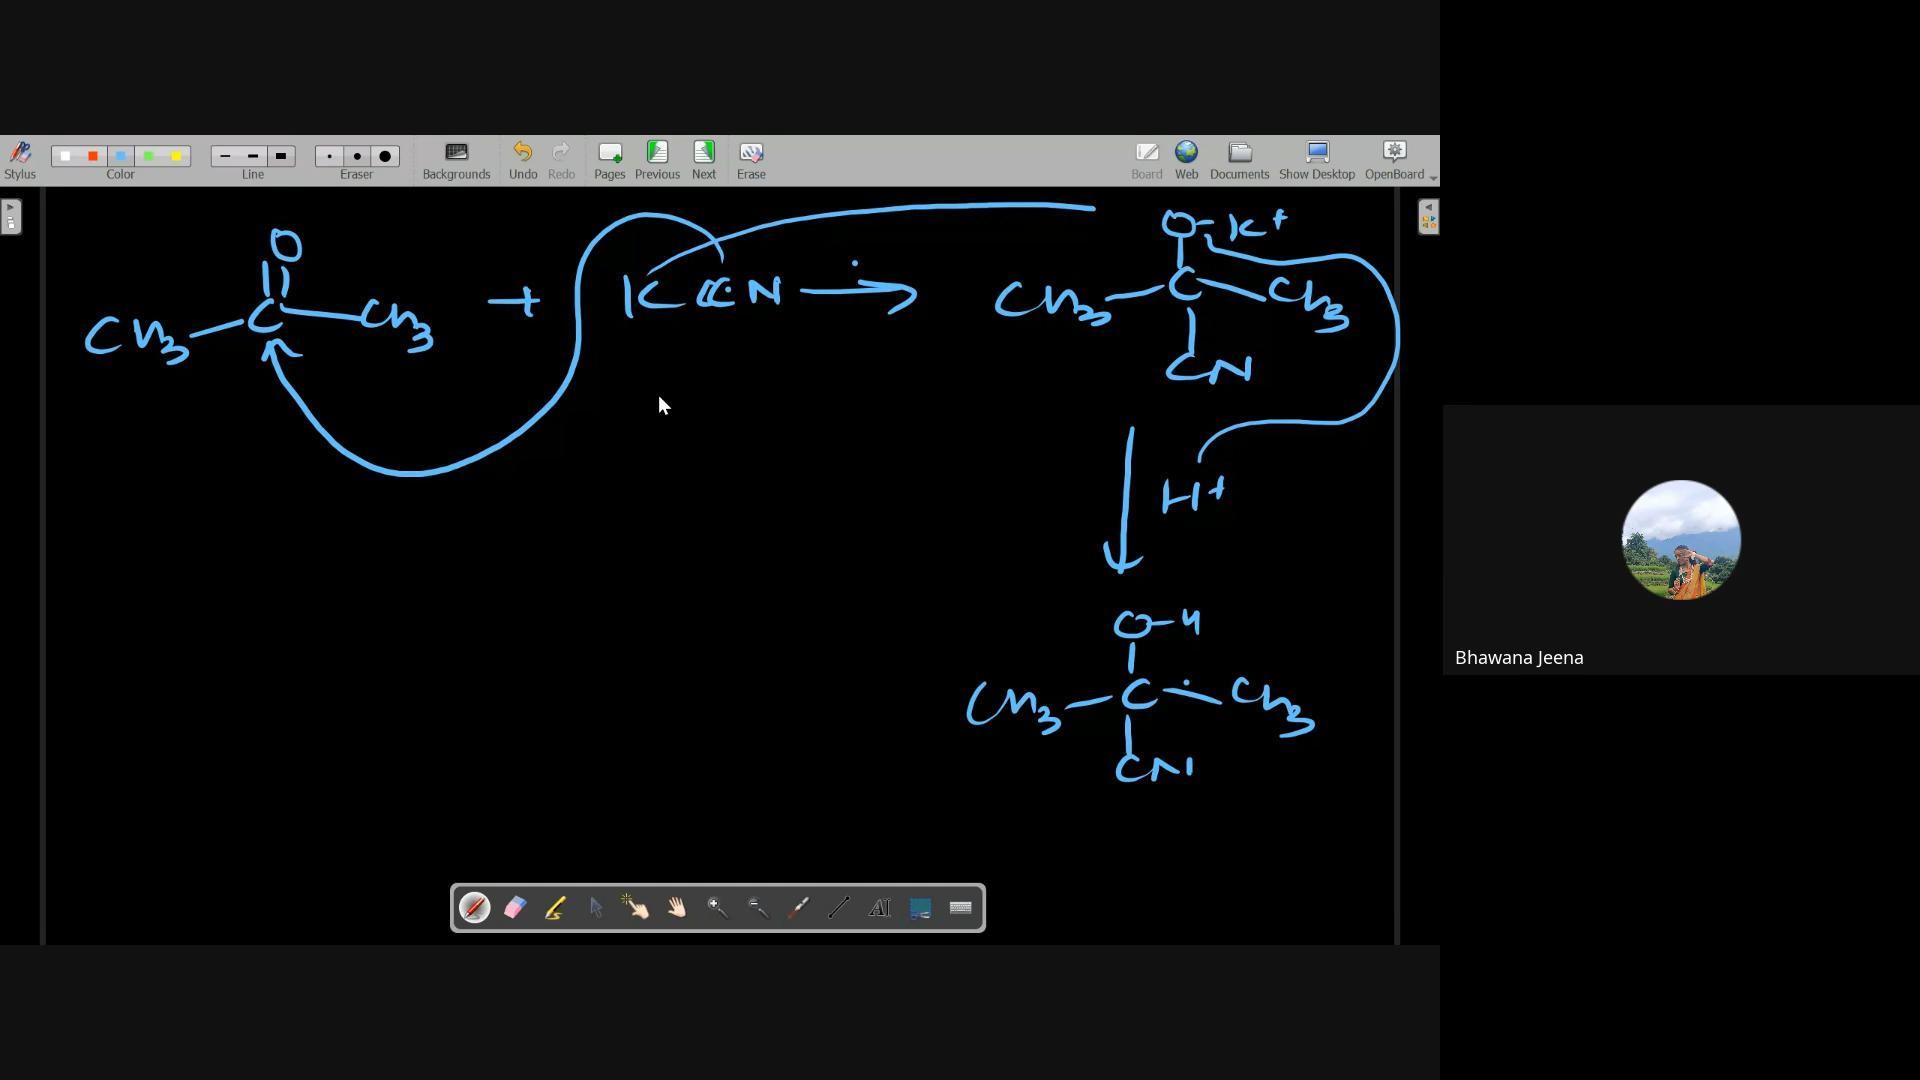 Stylus Color Line Eraser Backgrounds Undo Redo Pages Previous Next Erase Board Web Documents Show Desktop OpenBoard
O
CH3 - C - CH3 + KCN →
O - K+
CH3 - C - CH3
CN
H+
O - H
CH3 - C - CH3
CN
AI
Bhawana Jeena